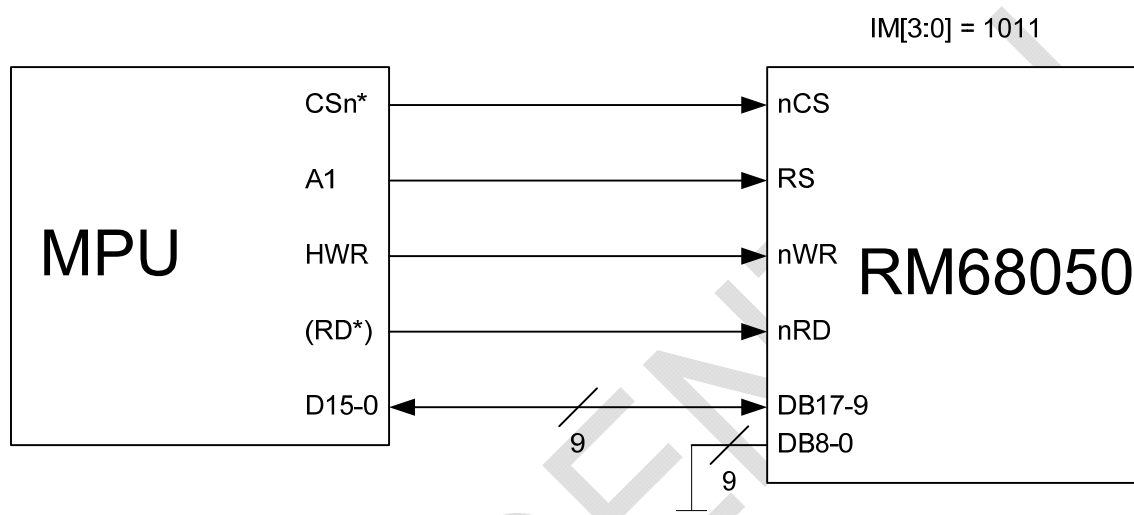 IM[3:0] = 1011
MPU
CSn*
A1
HWR
(RD*)
D15-0
9
nCS
RS
nWR
nRD
DB17-9
DB8-0
9
RM68050